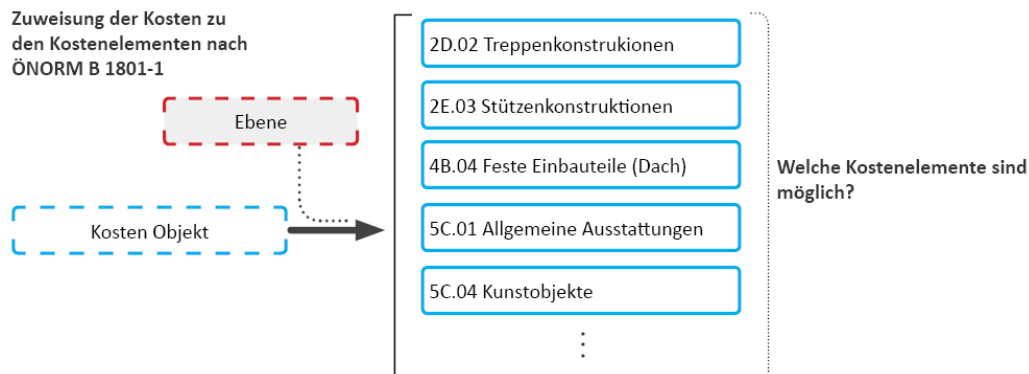 Zuweisung der Kosten zu
den Kostenelementen nach
ÖNORM B 1801-1
Ebene
Kosten Objekt
2D.02 Treppenkonstrukionen
2E.03 Stützenkonstruktionen
4B.04 Feste Einbauteile (Dach)
5C.01 Allgemeine Ausstattungen
5C.04 Kunstobjekte
Welche Kostenelemente sind
möglich?